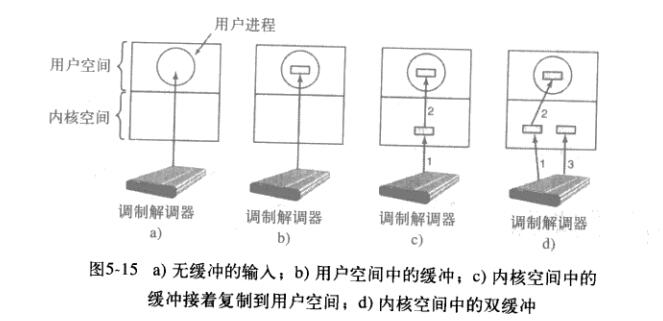 用户进程
用户空间
内核空间
2
2
1
1
3
调制解调器
调制解调器
调制解调器
调制解调器
a)
b)
c)
d)
图5-15 a) 无缓冲的输入；b) 用户空间中的缓冲；c) 内核空间中的
缓冲接着复制到用户空间；d) 内核空间中的双缓冲